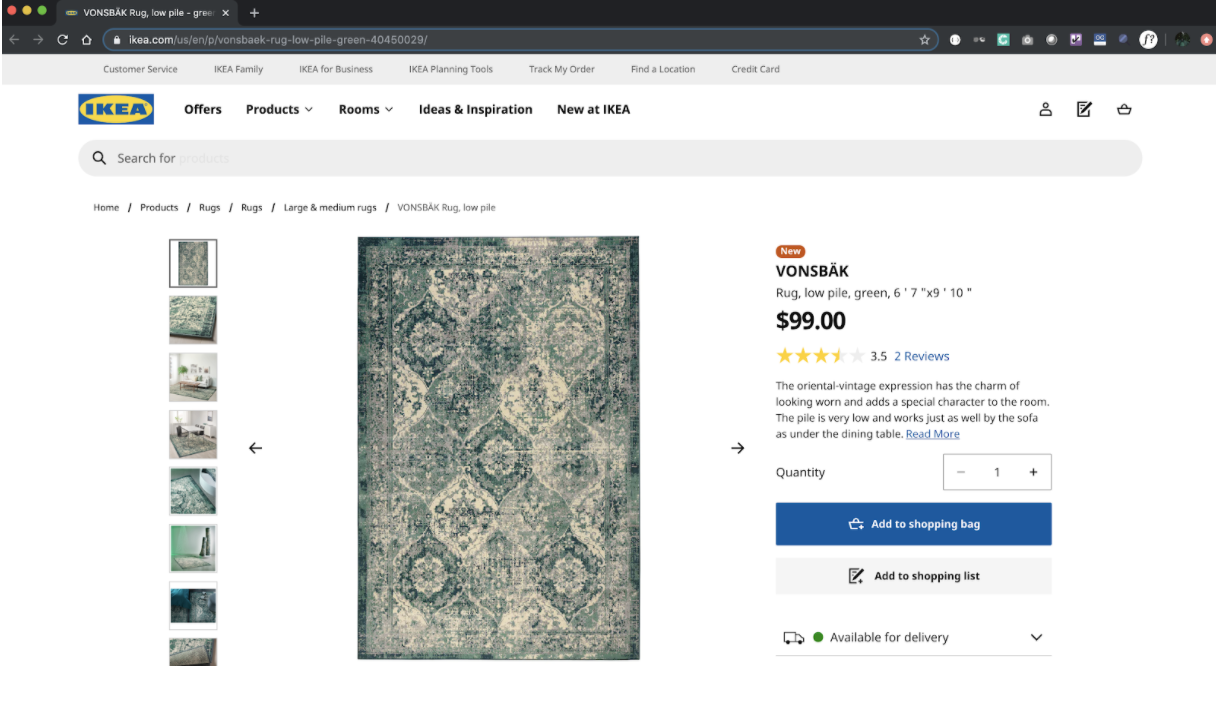 VONSBÄK Rug, low pile - gree
ikea.com/us/en/p/vonsbaek-rug-low-pile-green-40450029/
Customer Service IKEA Family IKEA for Business IKEA Planning Tools Track My Order Find a Location Credit Card
IKEA Offers Products Rooms Ideas & Inspiration New at IKEA
Search for products
Home / Products / Rugs / Rugs / Large & medium rugs / VONSBÄK Rug, low pile
New
VONSBÄK
Rug, low pile, green, 6 ' 7 "x9 ' 10 "
$99.00
3.5 2 Reviews
The oriental-vintage expression has the charm of
looking worn and adds a special character to the room.
The pile is very low and works just as well by the sofa
as under the dining table. Read More
Quantity − 1 +
Add to shopping bag
Add to shopping list
Available for delivery